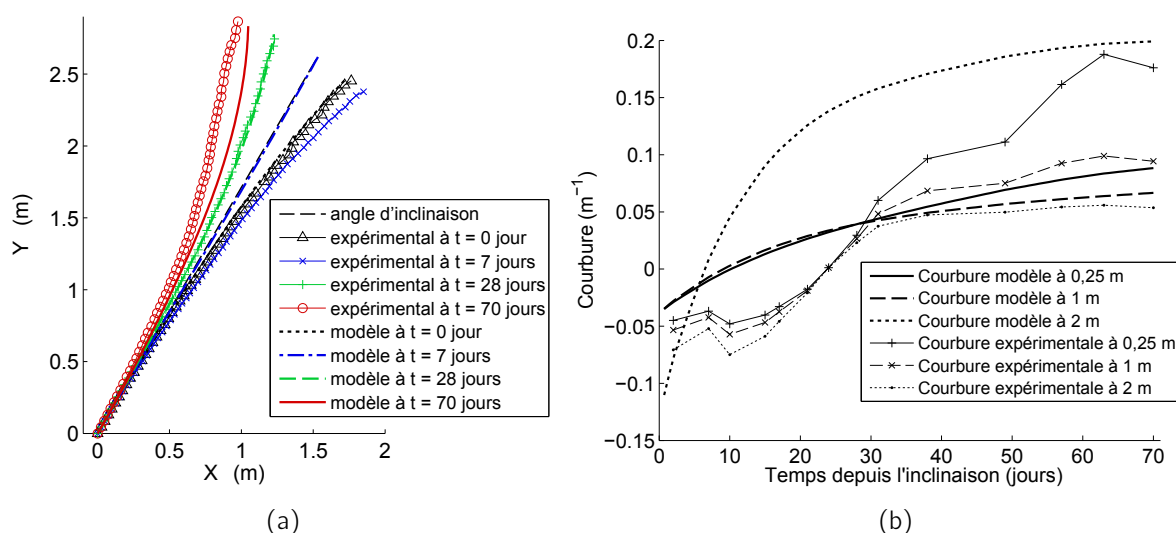 2.5
2
1.5
1
0.5
0
Y (m)
0
0.5
1
1.5
2
X (m)
angle d'inclinaison
expérimental à t = 0 jour
expérimental à t = 7 jours
expérimental à t = 28 jours
expérimental à t = 70 jours
modèle à t = 0 jour
modèle à t = 7 jours
modèle à t = 28 jours
modèle à t = 70 jours
(a)
0.2
0.15
0.1
0.05
0
−0.05
−0.1
−0.15
Courbure (m⁻¹)
0
10
20
30
40
50
60
70
Temps depuis l'inclinaison (jours)
Courbure modèle à 0,25 m
Courbure modèle à 1 m
Courbure modèle à 2 m
Courbure expérimentale à 0,25 m
Courbure expérimentale à 1 m
Courbure expérimentale à 2 m
(b)